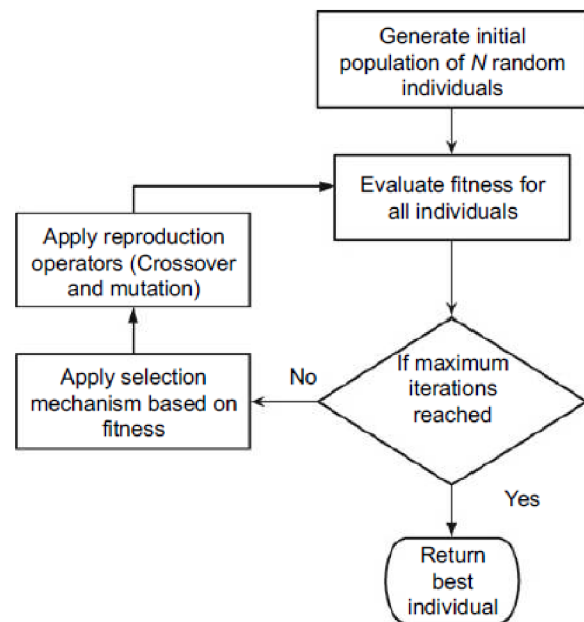 Generate initial
population of N random
individuals
Evaluate fitness for
all individuals
Apply reproduction
operators (Crossover
and mutation)
If maximum
iterations
reached
No
Apply selection
mechanism based on
fitness
Yes
Return
best
individual